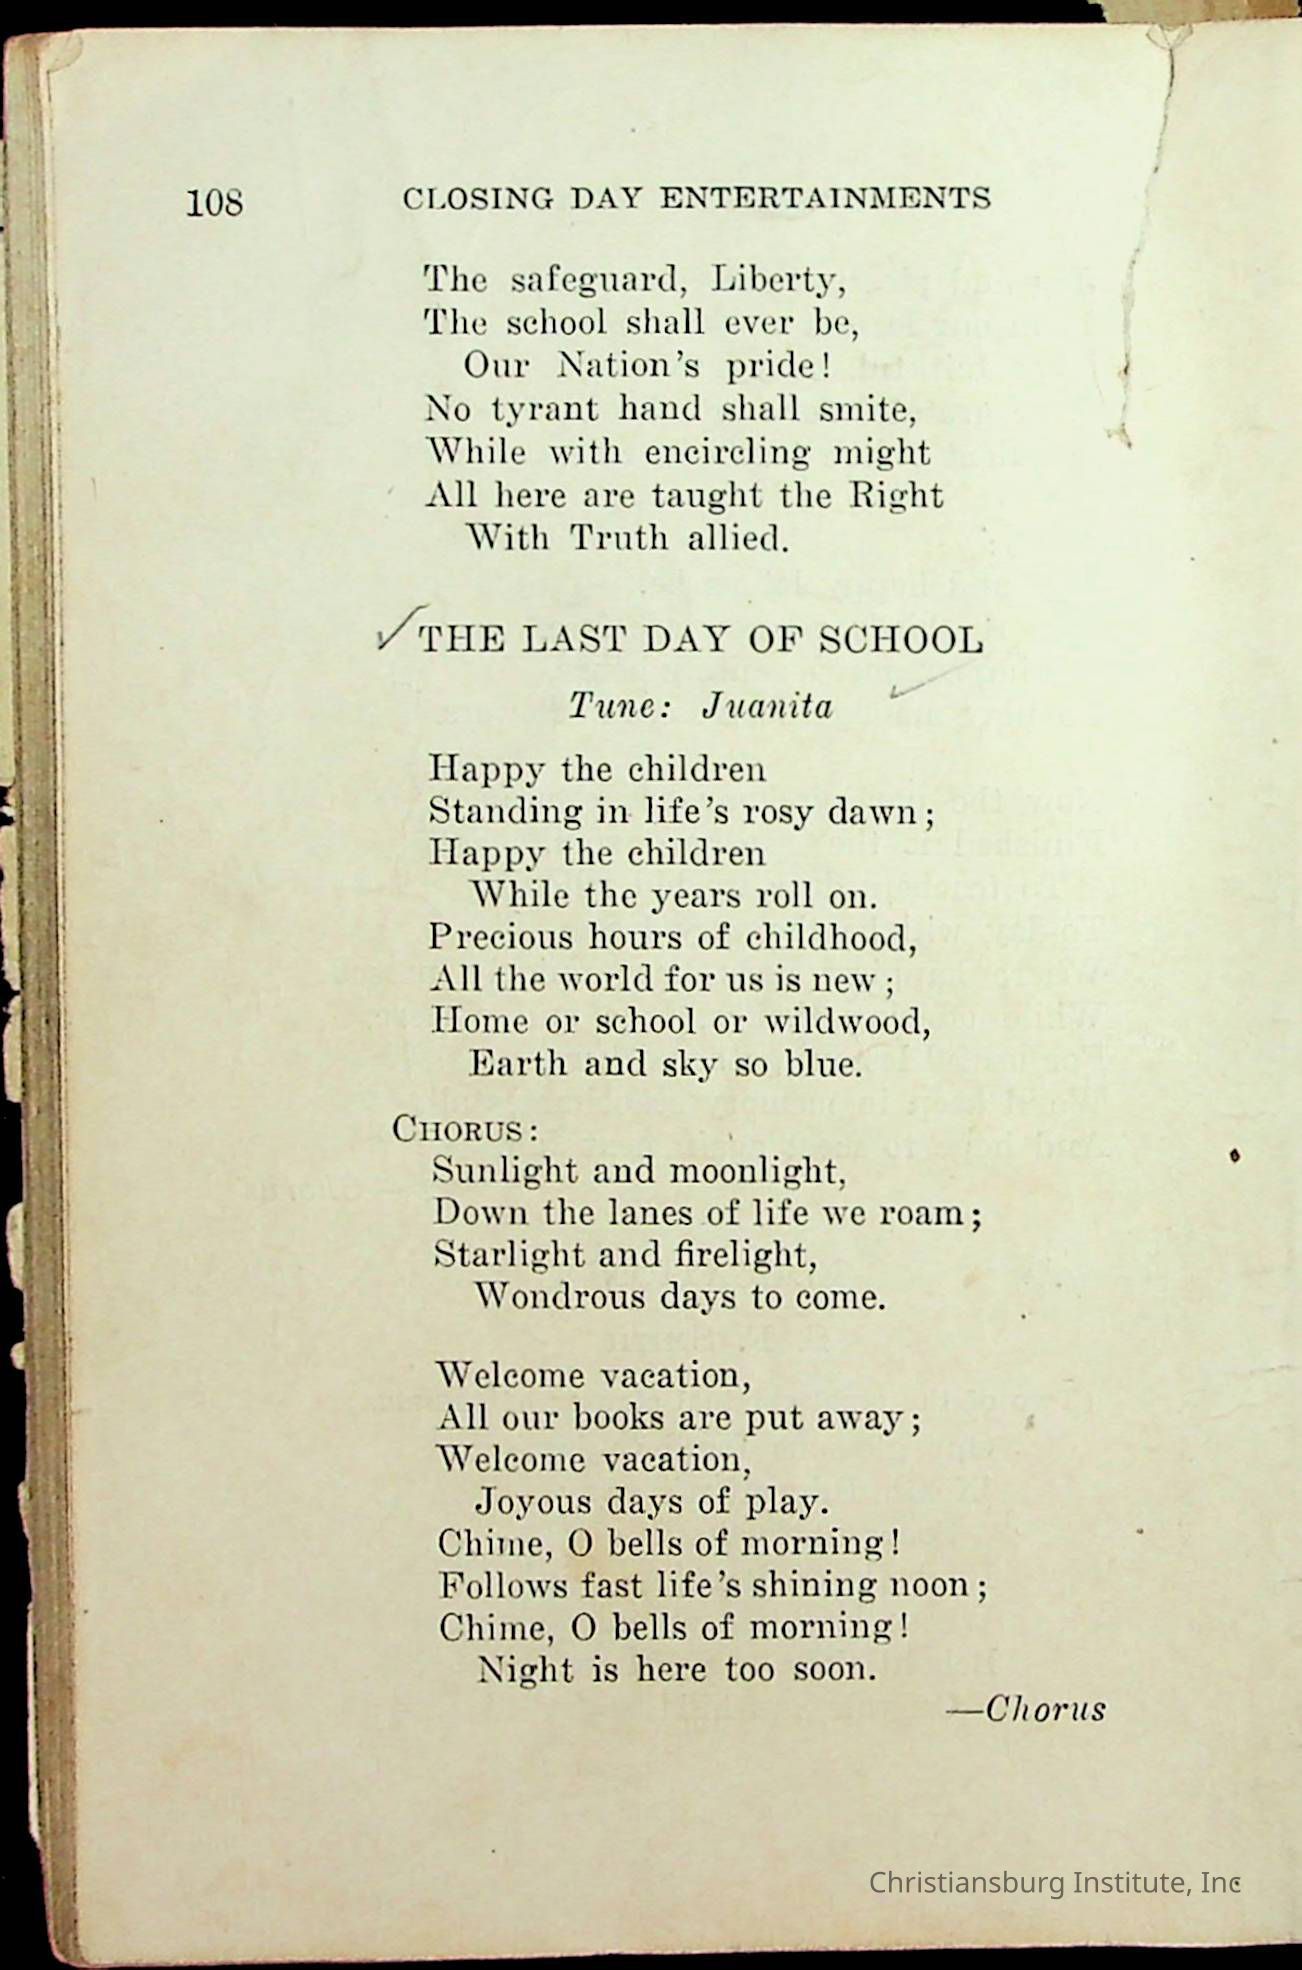 108 CLOSING DAY ENTERTAINMENTS
The safeguard, Liberty,
The school shall ever be,
Our Nation's pride!
No tyrant hand shall smite,
While with encircling might
All here are taught the Right
With Truth allied.
THE LAST DAY OF SCHOOL
Tune: Juanita
Happy the children
Standing in life's rosy dawn;
Happy the children
While the years roll on.
Precious hours of childhood,
All the world for us is new;
Home or school or wildwood,
Earth and sky so blue.
CHORUS:
Sunlight and moonlight,
Down the lanes of life we roam;
Starlight and firelight,
Wondrous days to come.
Welcome vacation,
All our books are put away;
Welcome vacation,
Joyous days of play.
Chime, O bells of morning!
Follows fast life's shining noon;
Chime, O bells of morning!
Night is here too soon.
—Chorus
Christiansburg Institute, Inc